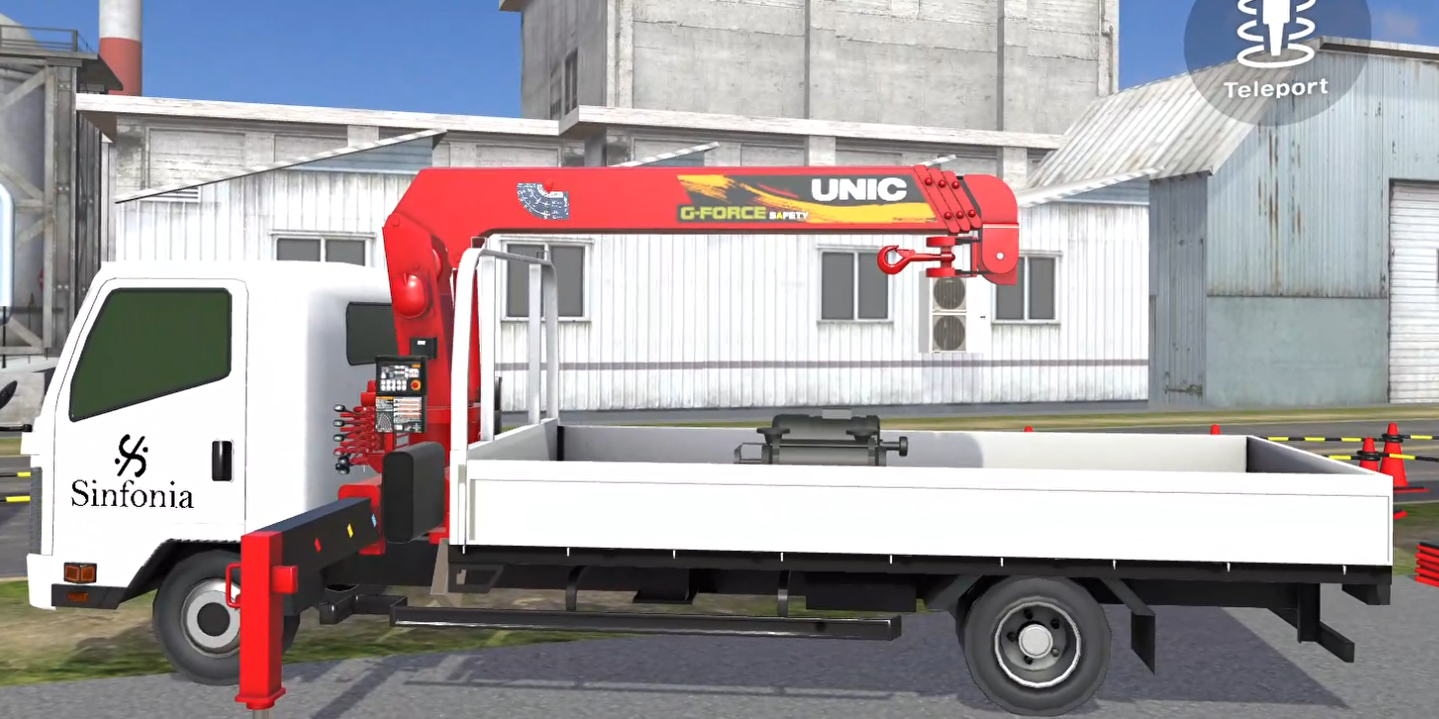 Teleport
UNIC
G-FORCE SAFETY
Sinfonia